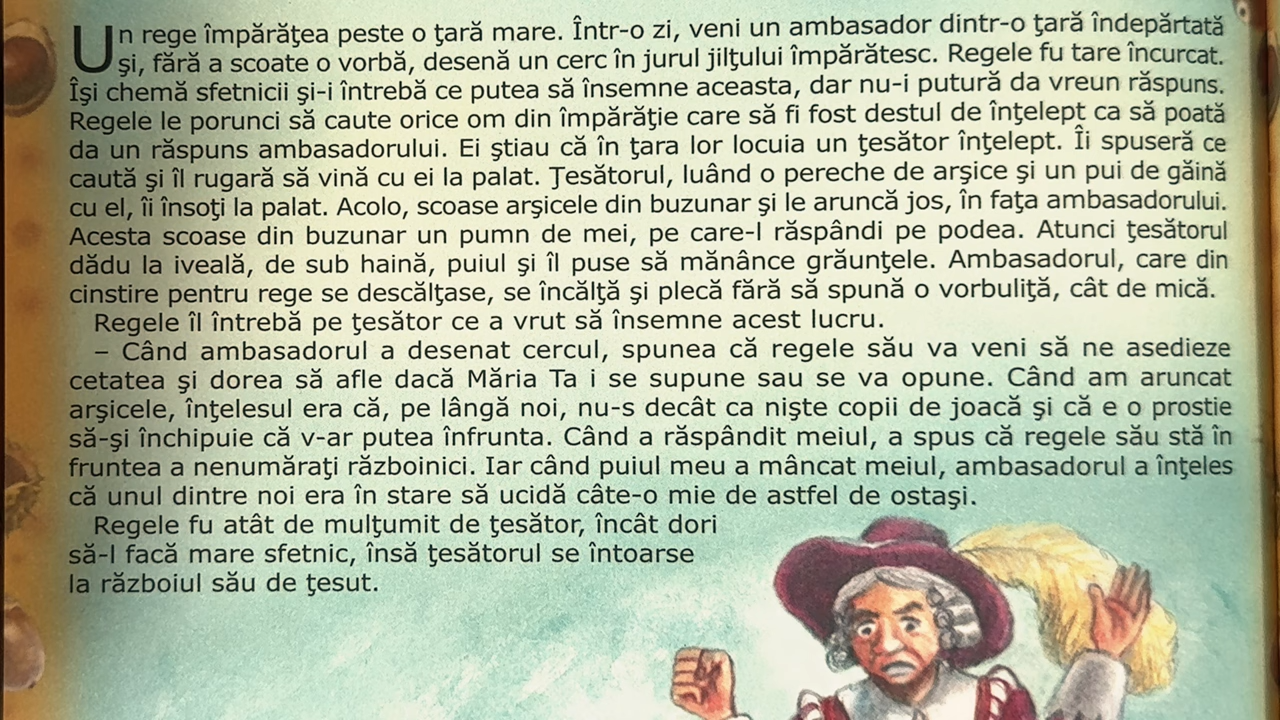 Un rege împărăţea peste o ţară mare. Într-o zi, veni un ambasador dintr-o ţară îndepărtată
şi, fără a scoate o vorbă, desenă un cerc în jurul jilţului împărătesc. Regele fu tare încurcat.
Îşi chemă sfetnicii şi-i întrebă ce putea să însemne aceasta, dar nu-i putură da vreun răspuns.
Regele le porunci să caute orice om din împărăţie care să fi fost destul de înţelept ca să poată
da un răspuns ambasadorului. Ei ştiau că în ţara lor locuia un ţesător înţelept. Îi spuseră ce
caută şi îl rugară să vină cu ei la palat. Ţesătorul, luând o pereche de arşice şi un pui de găină
cu el, îi însoţi la palat. Acolo, scoase arşicele din buzunar şi le aruncă jos, în faţa ambasadorului.
Acesta scoase din buzunar un pumn de mei, pe care-l răspândi pe podea. Atunci ţesătorul
dădu la iveală, de sub haină, puiul şi îl puse să mănânce grăunţele. Ambasadorul, care din
cinstire pentru rege se descălţase, se încălţă şi plecă fără să spună o vorbuliţă, cât de mică.
Regele îl întrebă pe ţesător ce a vrut să însemne acest lucru.
– Când ambasadorul a desenat cercul, spunea că regele său va veni să ne asedieze
cetatea şi dorea să afle dacă Măria Ta i se supune sau se va opune. Când am aruncat
arşicele, înţelesul era că, pe lângă noi, nu-s decât ca nişte copii de joacă şi că e o prostie
să-şi închipuie că v-ar putea înfrunta. Când a răspândit meiul, a spus că regele său stă în
fruntea a nenumăraţi războinici. Iar când puiul meu a mâncat meiul, ambasadorul a înţeles
că unul dintre noi era în stare să ucidă câte-o mie de astfel de ostaşi.
Regele fu atât de mulţumit de ţesător, încât dori
să-l facă mare sfetnic, însă ţesătorul se întoarse
la războiul său de ţesut.